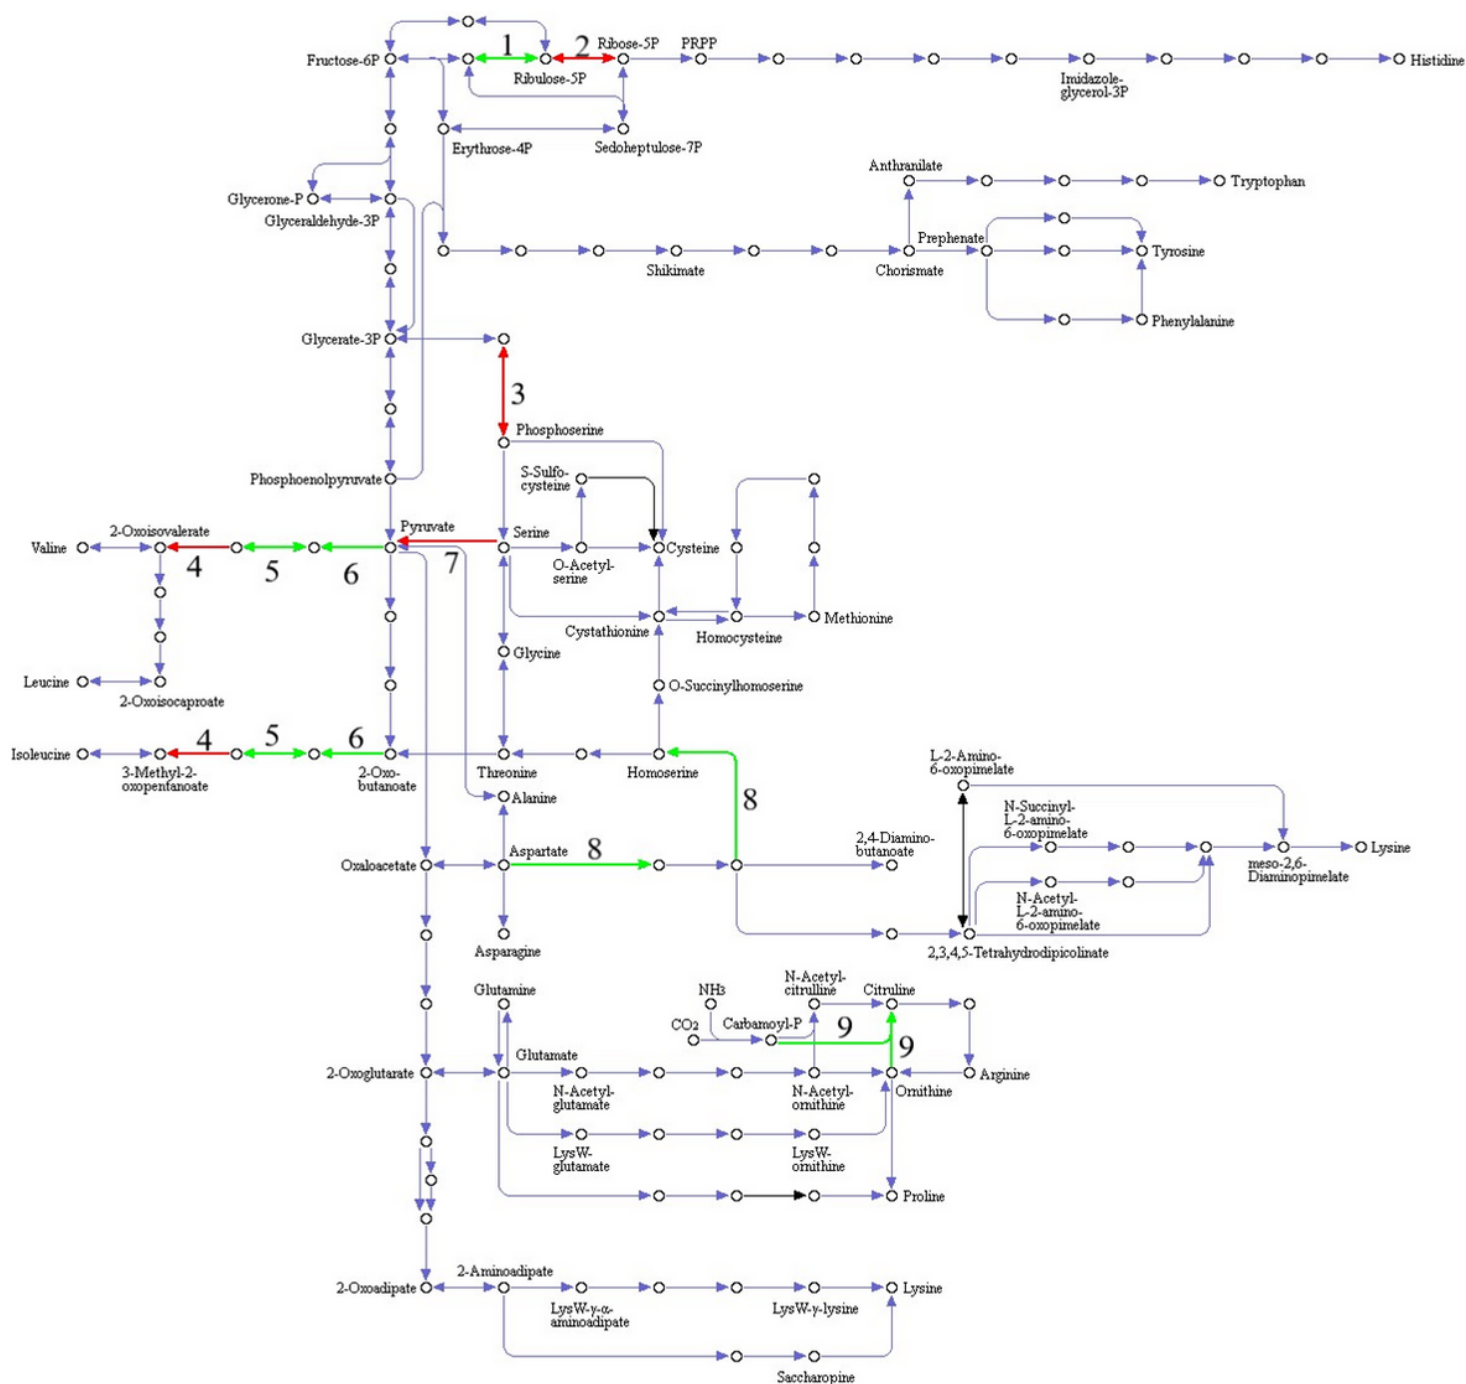 1
2
Ribose-5P
PRPP
Fructose-6P
Ribulose-5P
Imidazole-
glycerol-3P
Histidine
Erythrose-4P
Sedoheptulose-7P
Anthranilate
Tryptophan
Glycerone-P
Glyceraldehyde-3P
Prephenate
Shikimate
Chorismate
Tyrosine
Phenylalanine
Glycerate-3P
3
Phosphoserine
Phosphoenolpyruvate
S-Sulfo-
cysteine
2-Oxoisovalerate
Pyruvate
Serine
Valine
Cysteine
4
5
6
7
O-Acetyl-
serine
Cystathionine
Homocysteine
Methionine
Glycine
Leucine
2-Oxoisocaproate
O-Succinylhomoserine
4
5
6
Isoleucine
3-Methyl-2-
oxopentanoate
2-Oxo-
butanoate
Threonine
Homoserine
L-2-Amino-
6-oxopimelate
Alanine
8
N-Succinyl-
L-2-amino-
6-oxopimelate
Aspartate
8
2,4-Diamino-
butanoate
Oxaloacetate
Lysine
meso-2,6-
Diaminopimelate
N-Acetyl-
L-2-amino-
6-oxopimelate
Asparagine
2,3,4,5-Tetrahydrodipicolinate
Glutamine
NH3
N-Acetyl-
citrulline
Citruline
CO2
Carbamoyl-P
9
9
Glutamate
2-Oxoglutarate
N-Acetyl-
glutamate
N-Acetyl-
ornithine
Ornithine
Arginine
LysW-
glutamate
LysW-
ornithine
Proline
2-Aminoadipate
2-Oxoadipate
LysW-γ-α-
aminoadipate
LysW-γ-lysine
Lysine
Saccharopine